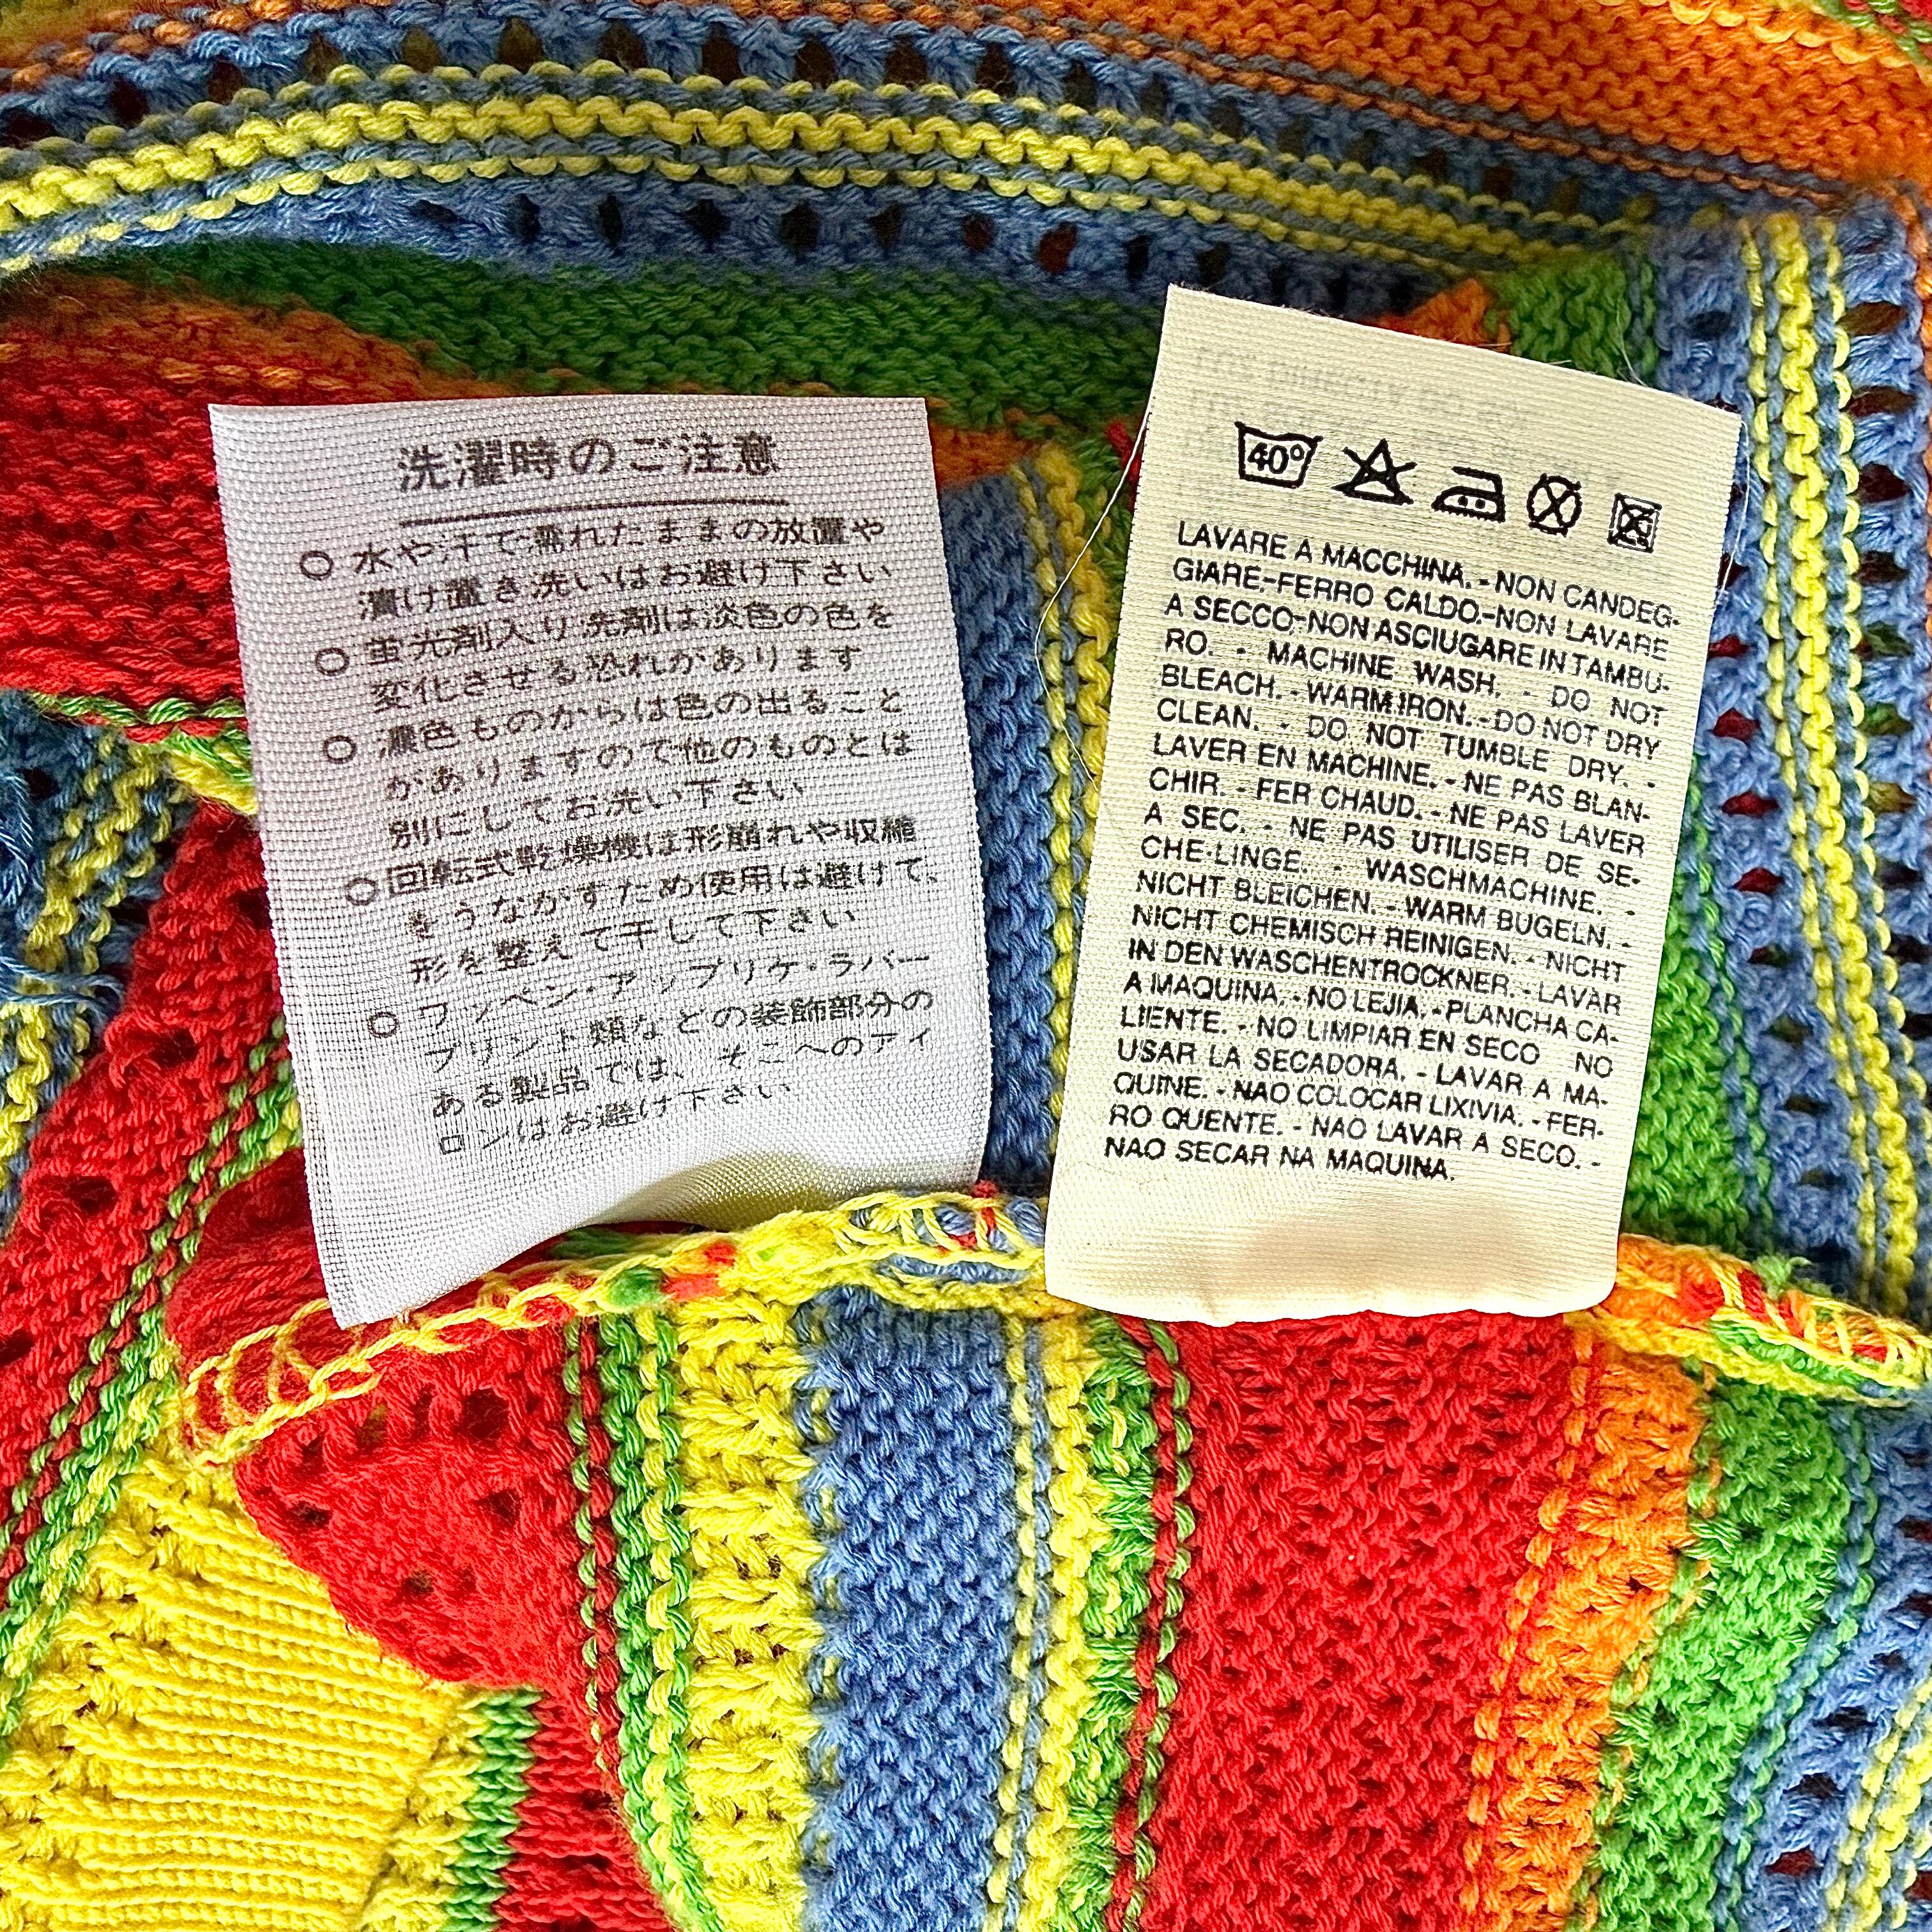 洗濯時のご注意
○ 水や汗で濡れたままの放置や
漬け置き洗いはお避け下さい
○ 蛍光剤入り洗剤は淡色の色を
変化させる恐れがあります
○ 濃色ものからは色の出ること
がありますので他のものとは
別にしてお洗い下さい
○ 回転式乾燥機は形崩れや収縮
をうながすため使用は避けて、
形を整えて干して下さい
○ ワッペン・アップリケ・ラバー
プリント類などの装飾部分の
ある製品では、そこへのアイ
ロンはお避け下さい
40°
LAVARE A MACCHINA. - NON CANDEG-
GIARE-FERRO CALDO.-NON LAVARE
A SECCO-NON ASCIUGARE IN TAMBU-
RO. - MACHINE WASH. - DO NOT
BLEACH. - WARM IRON. - DO NOT DRY
CLEAN. - DO NOT TUMBLE DRY. -
LAVER EN MACHINE. - NE PAS BLAN-
CHIR. - FER CHAUD. - NE PAS LAVER
A SEC. - NE PAS UTILISER DE SE-
CHE-LINGE. - WASCHMACHINE. -
NICHT BLEICHEN. - WARM BUGELN. -
NICHT CHEMISCH REINIGEN. - NICHT
IN DEN WASCHENTROCKNER. - LAVAR
A MAQUINA. - NO LEJIA. - PLANCHA CA-
LIENTE. - NO LIMPIAR EN SECO NO
USAR LA SECADORA. - LAVAR A MA-
QUINE. - NAO COLOCAR LIXIVIA. - FER-
RO QUENTE. - NAO LAVAR A SECO. -
NAO SECAR NA MAQUINA.